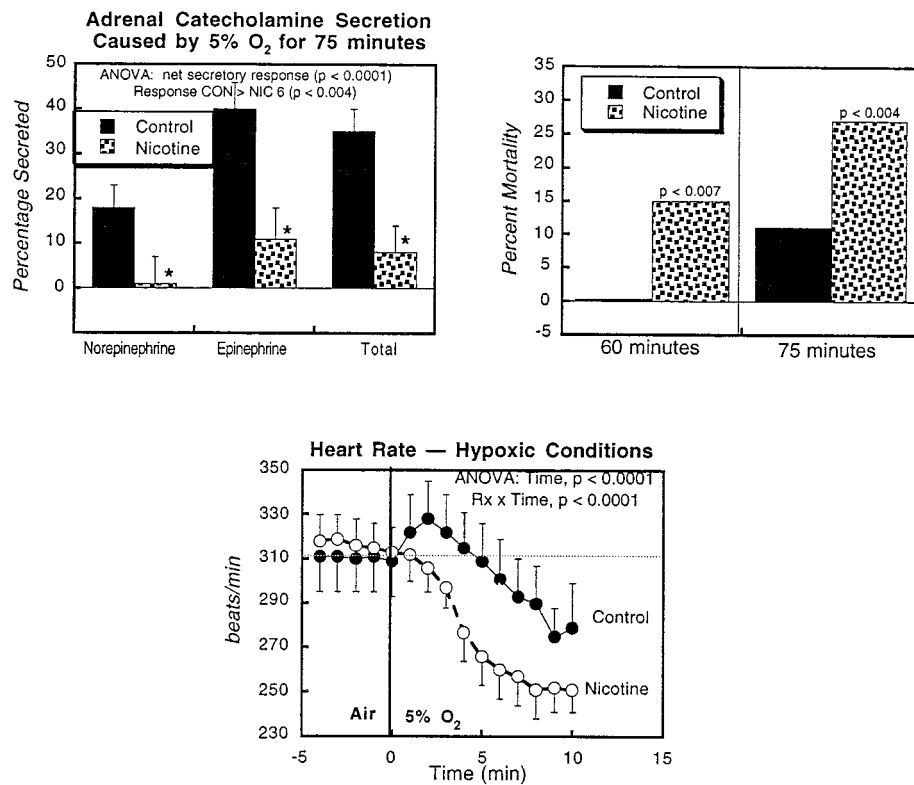 Adrenal Catecholamine Secretion
Caused by 5% O₂ for 75 minutes
ANOVA: net secretory response (p < 0.0001)
Response CON > NIC 6 (p < 0.004)
Control
Nicotine
Percentage Secreted
50
40
30
20
10
0
*
*
*
Norepinephrine Epinephrine Total
Control
Nicotine
Percent Mortality
35
30
25
20
15
10
5
0
-5
p < 0.007
p < 0.004
60 minutes 75 minutes
Heart Rate — Hypoxic Conditions
ANOVA: Time, p < 0.0001
Rx x Time, p < 0.0001
beats/min
350
330
310
290
270
250
230
Control
Nicotine
Air 5% O₂
-5 0 5 10 15
Time (min)